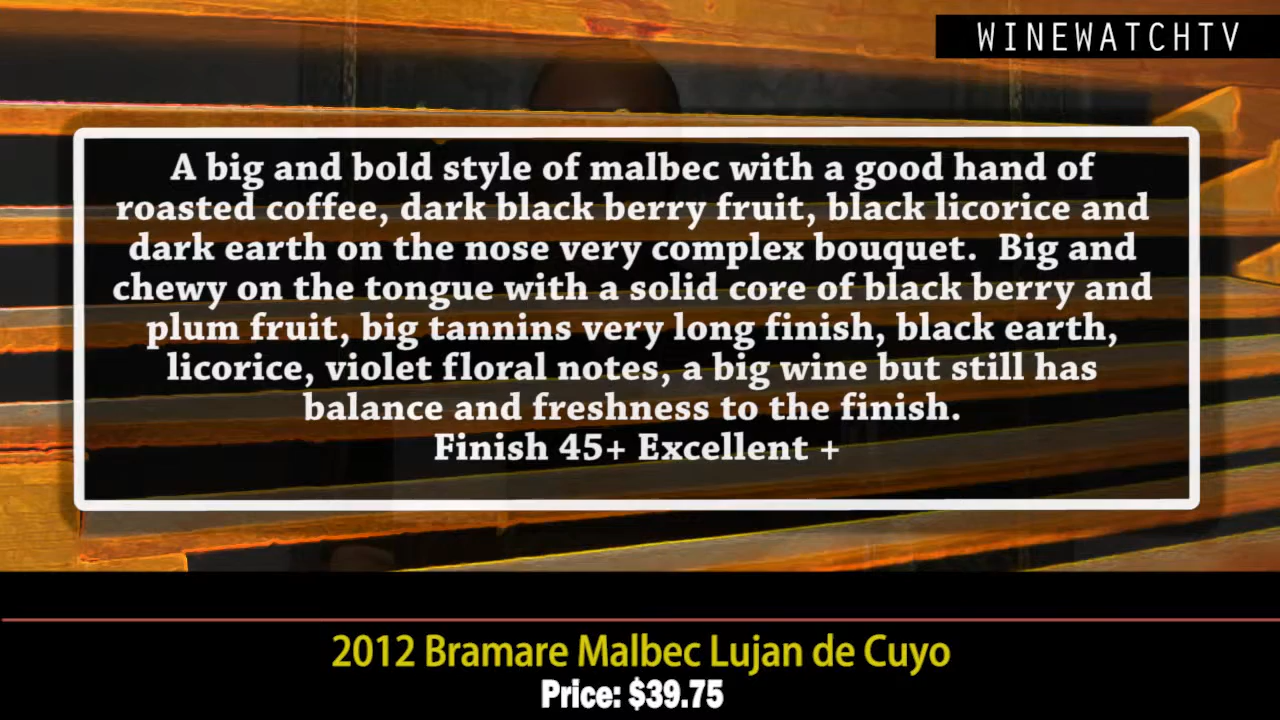 WINEWATCHTV
A big and bold style of malbec with a good hand of
roasted coffee, dark black berry fruit, black licorice and
dark earth on the nose very complex bouquet.  Big and
chewy on the tongue with a solid core of black berry and
plum fruit, big tannins very long finish, black earth,
licorice, violet floral notes, a big wine but still has
balance and freshness to the finish.
Finish 45+ Excellent +
2012 Bramare Malbec Lujan de Cuyo
Price: $39.75